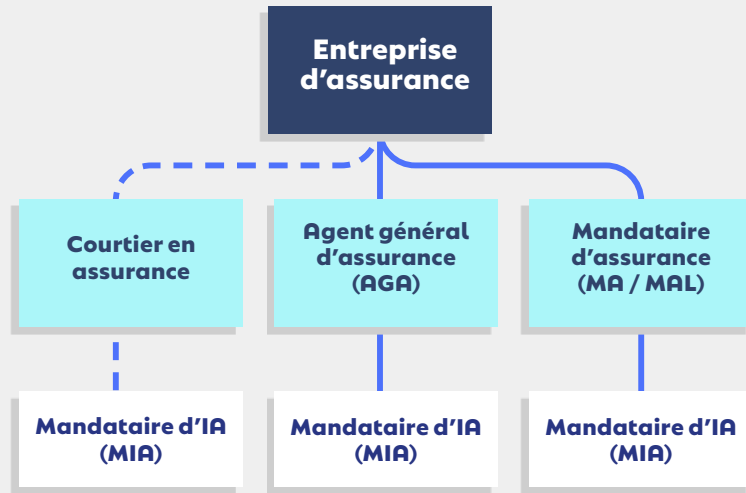 Entreprise
d’assurance
Courtier en
assurance
Agent général
d’assurance
(AGA)
Mandataire
d’assurance
(MA / MAL)
Mandataire d’IA
(MIA)
Mandataire d’IA
(MIA)
Mandataire d’IA
(MIA)